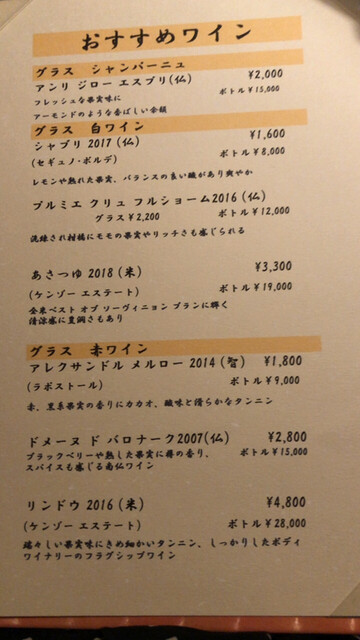 おすすめワイン
グラス シャンパーニュ
アンリ ジロー エスプリ(仏) ¥2,000
フレッシュな果実味に ボトル¥15,000
アーモンドのような香ばしい余韻
グラス 白ワイン
シャブリ 2017(仏) ¥1,600
(セギュノ・ボルデ) ボトル¥8,000
レモンや熟れた果実、バランスの良い酸があり爽やか
プルミエ クリュ フルショーム2016(仏)
グラス¥2,200 ボトル¥12,000
洗練され柑橘にモモの果実やリッチさも感じられる
あさつゆ 2018(米) ¥3,300
(ケンゾー エステート) ボトル¥19,000
全米ベスト オブ ソーヴィニョン ブランに輝く
清涼感に豊潤さもあり
グラス 赤ワイン
アレクサンドル メルロー 2014(智) ¥1,800
(ラポストール) ボトル¥9,000
赤、黒系果実の香りにカカオ、酸味と滑らかなタンニン
ドメーヌ ド バロナーク2007(仏) ¥2,800
ブラックベリーや熟した果実に樽の香り、 ボトル¥15,000
スパイスも感じる南仏ワイン
リンドウ 2016(米) ¥4,800
(ケンゾー エステート) ボトル¥28,000
瑞々しい果実味にきめ細かいタンニン、しっかりしたボディ
ワイナリーのフラグシップワイン